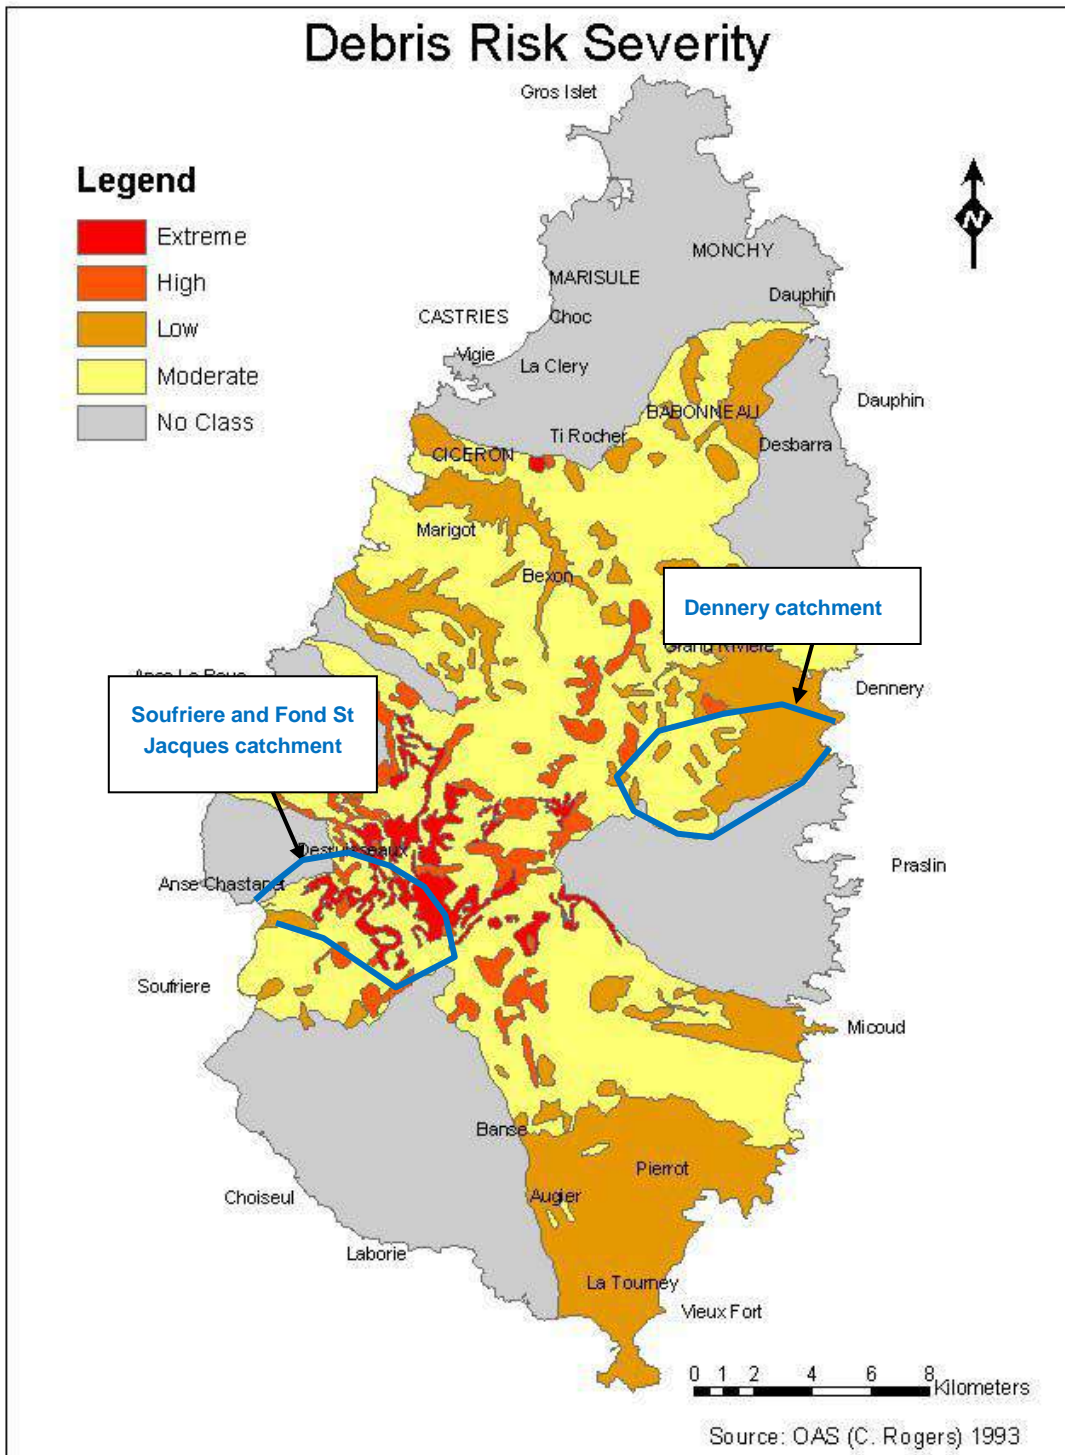 Debris Risk Severity
Gros Islet
Legend
Extreme
High
Low
Moderate
No Class
N
MONCHY
MARISULE
Dauphin
CASTRIES
Choc
Vigie
La Clery
Dauphin
BABONNEAU
Ti Rocher
Desbarra
CICERON
Marigot
Bexon
Dennery catchment
Grand Riviere
Dennery
Soufriere and Fond St
Jacques catchment
Desruisseaux
Anse Chastanet
Praslin
Soufriere
Micoud
Banse
Pierrot
Augier
Choiseul
Laborie
La Tourney
Vieux Fort
0 1 2 4 6 8
Kilometers
Source: OAS (C. Rogers) 1993